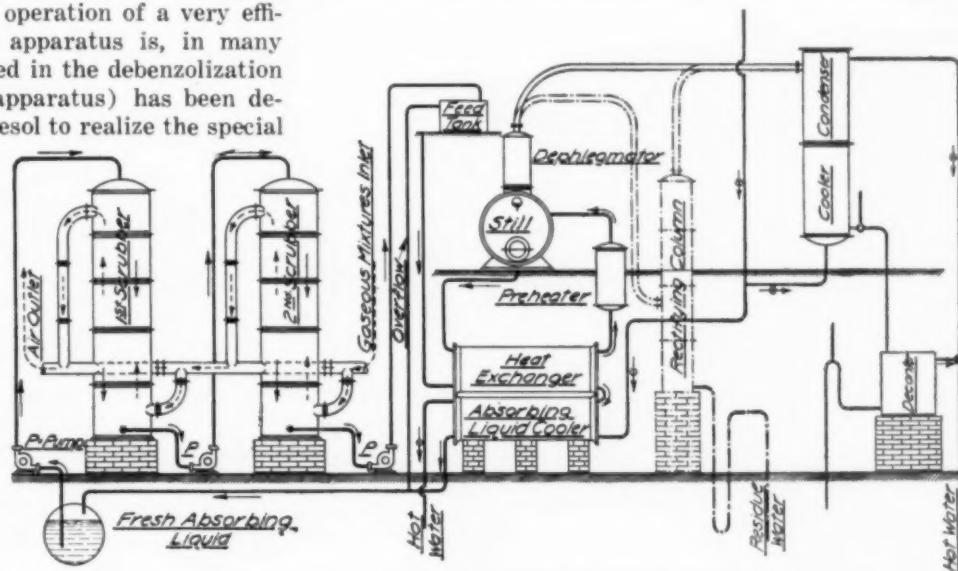 operation of a very effi-
apparatus is, in many
ed in the debenzolization
apparatus) has been de-
esol to realize the special
Feed
Tank
Dephlegmator
Condenser
Cooler
Still
Preheater
Rectifying Column
1st Scrubber
2nd Scrubber
Air Outlet
Gaseous Mixtures Inlet
Overflow
Heat
Exchanger
Absorbing
Liquid Cooler
Decanter
P=Pump
P
P
Fresh Absorbing
Liquid
Hot
Water
Residue
Water
Hot Water